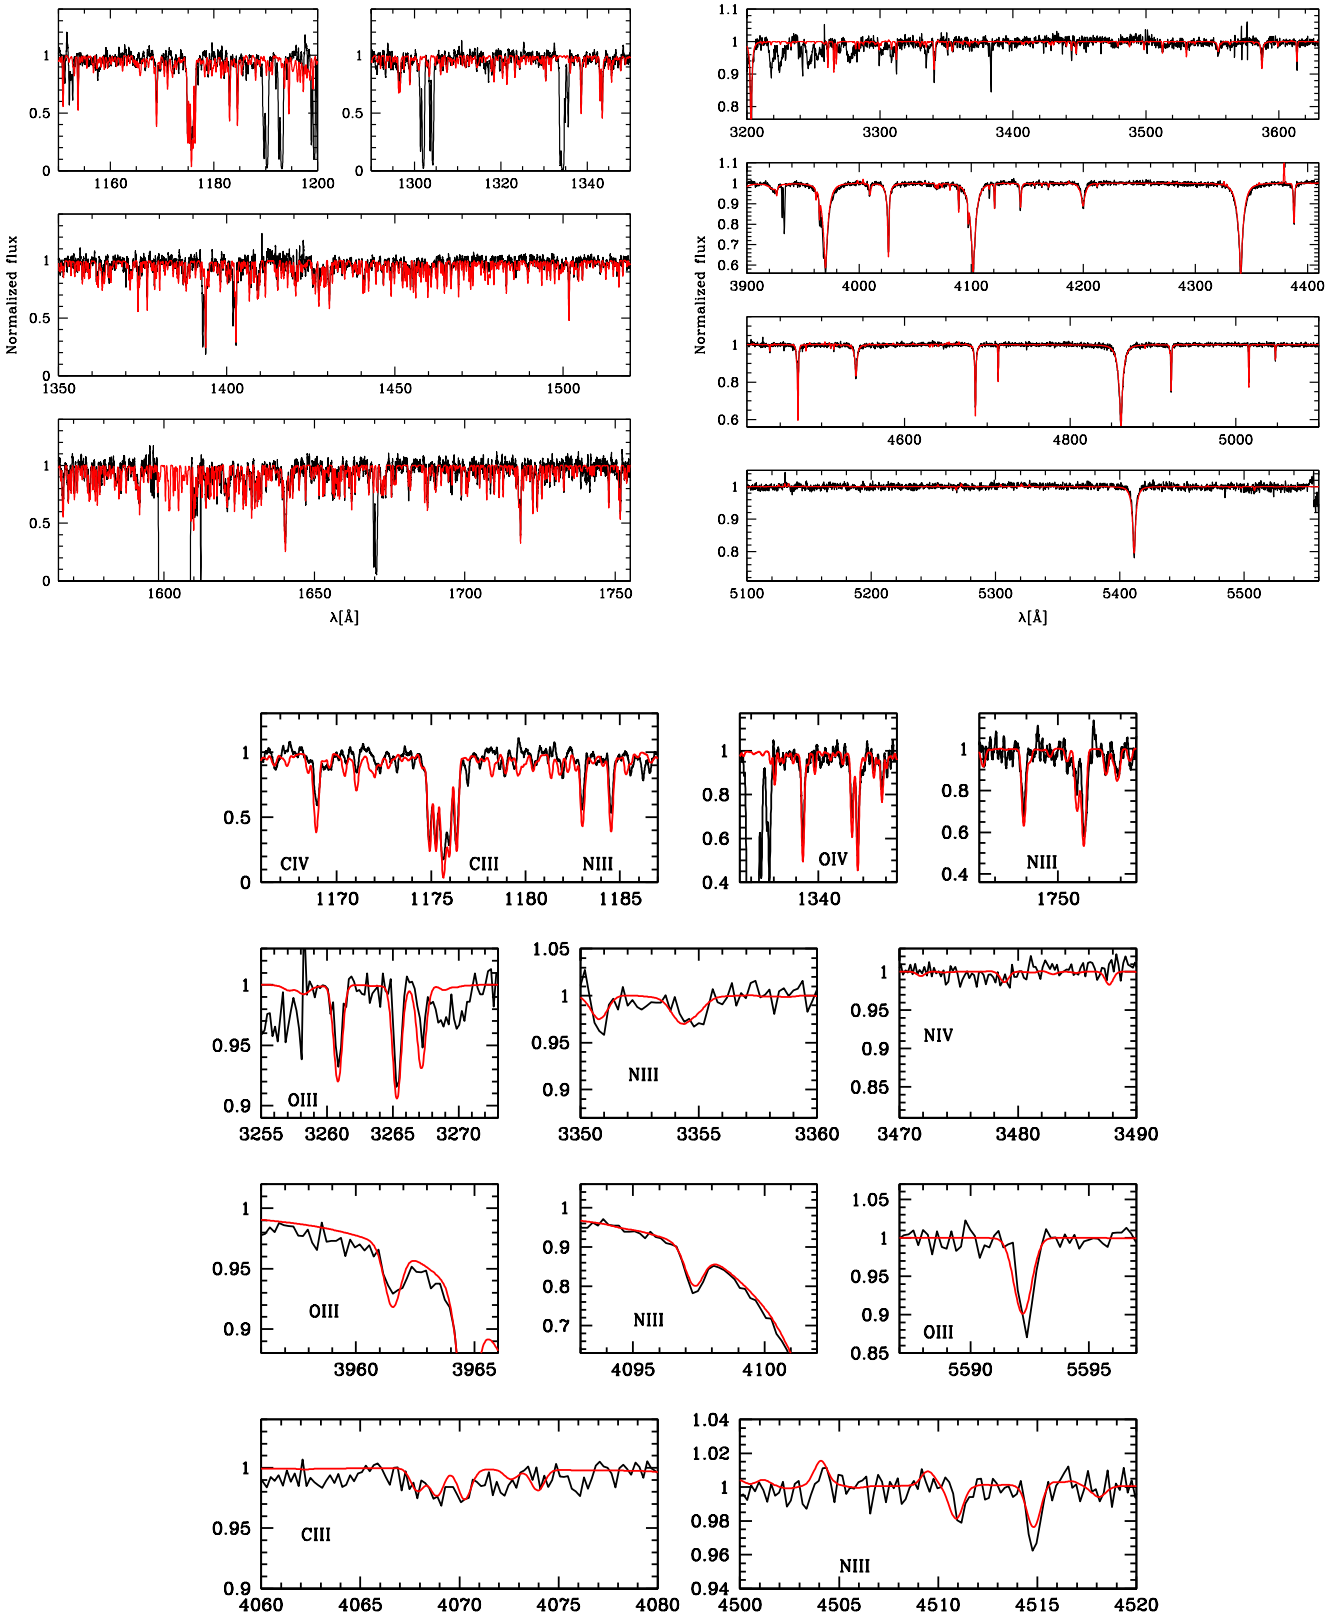 1
0.5
0
1160 1180 1200
1
0.5
0
1300 1320 1340
1
0.5
0
1350 1400 1450 1500
Normalized flux
1
0.5
0
1600 1650 1700 1750
λ[Å]
1.1
1
0.9
0.8
3200 3300 3400 3500 3600
1.1
1
0.9
0.8
0.7
0.6
3900 4000 4100 4200 4300 4400
Normalized flux
1
0.8
0.6
4600 4800 5000
1
0.9
0.8
5100 5200 5300 5400 5500
λ[Å]
1
0.5
0
CIV CIII NIII
1170 1175 1180 1185
1
0.8
0.6
0.4
OIV
1340
1
0.8
0.6
0.4
NIII
1750
1
0.95
0.9
OIII
3255 3260 3265 3270
1.05
1
0.95
0.9
NIII
3350 3355 3360
1
0.95
0.9
0.85
NIV
3470 3480 3490
1
0.95
0.9
OIII
3960 3965
1
0.9
0.8
0.7
NIII
4095 4100
1.05
1
0.95
0.9
0.85
OIII
5590 5595
1
0.95
0.9
CIII
4060 4065 4070 4075 4080
1.04
1.02
1
0.98
0.96
0.94
NIII
4500 4505 4510 4515 4520